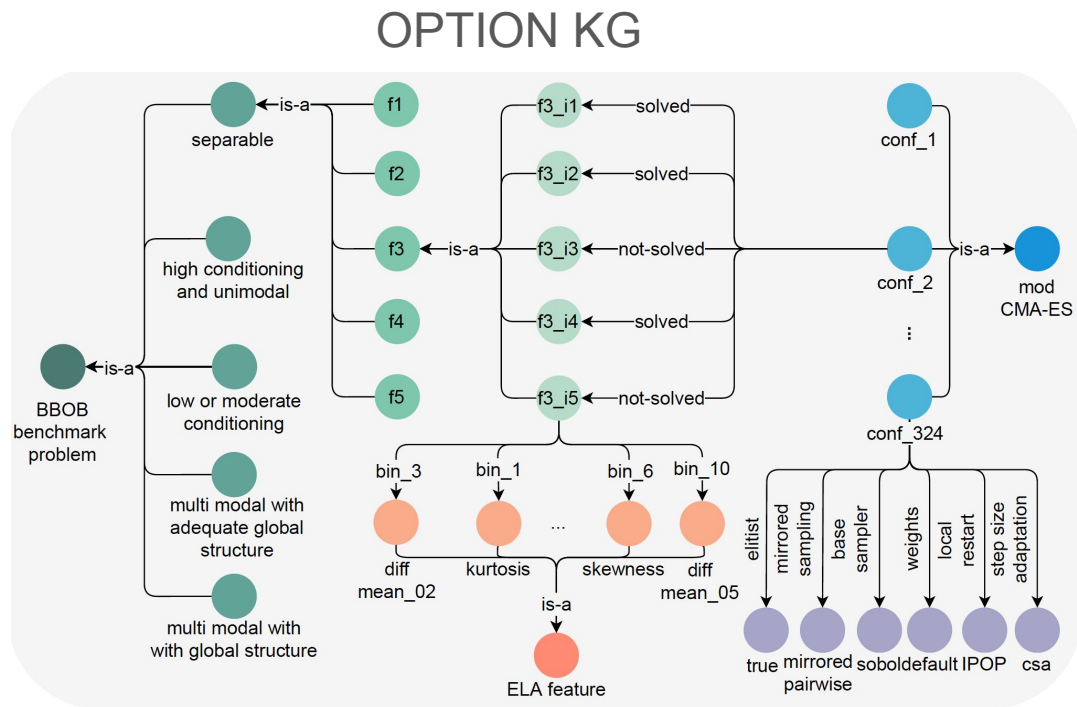 OPTION KG
is-a
f1
f3_i1
solved
separable
conf_1
f2
f3_i2
solved
f3
is-a
f3_i3
not-solved
is-a
high conditioning
and unimodal
conf_2
mod
CMA-ES
f4
f3_i4
solved
...
is-a
BBOB
benchmark
problem
low or moderate
conditioning
f5
f3_i5
not-solved
conf_324
bin_3
bin_1
bin_6
bin_10
multi modal with
adequate global
structure
...
elitist
mirrored
sampling
base
sampler
weights
local
restart
step size
adaptation
diff
mean_02
kurtosis
skewness
diff
mean_05
is-a
multi modal with
with global structure
ELA feature
true
mirrored
pairwise
sobol
default
IPOP
csa